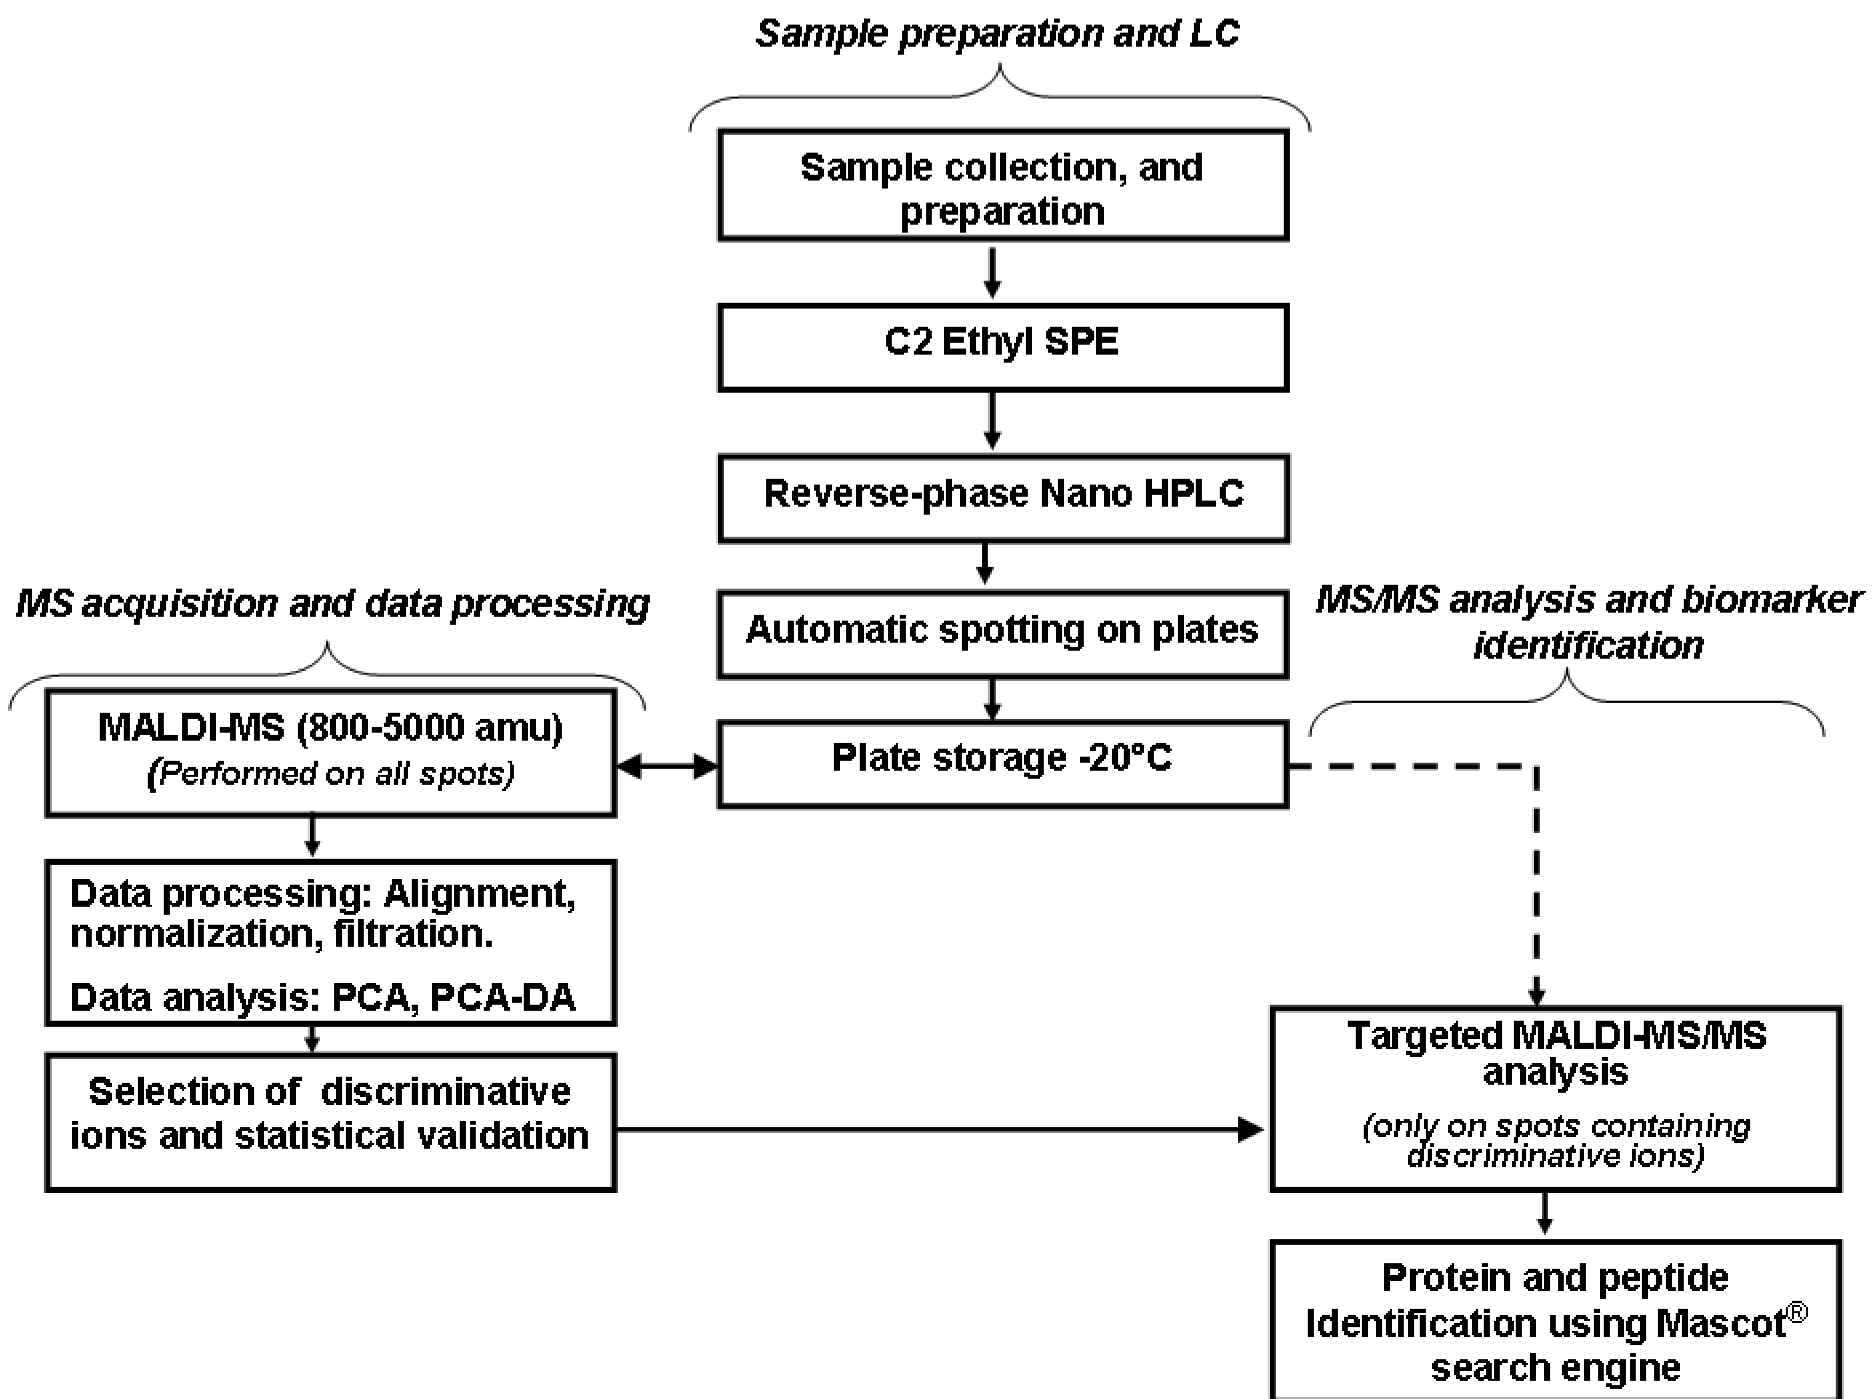 Sample preparation and LC
Sample collection, and
preparation
C2 Ethyl SPE
Reverse-phase Nano HPLC
Automatic spotting on plates
Plate storage -20°C
MS acquisition and data processing
MALDI-MS (800-5000 amu)
(Performed on all spots)
Data processing: Alignment,
normalization, filtration.
Data analysis: PCA, PCA-DA
Selection of discriminative
ions and statistical validation
MS/MS analysis and biomarker
identification
Targeted MALDI-MS/MS
analysis
(only on spots containing
discriminative ions)
Protein and peptide
Identification using Mascot®
search engine